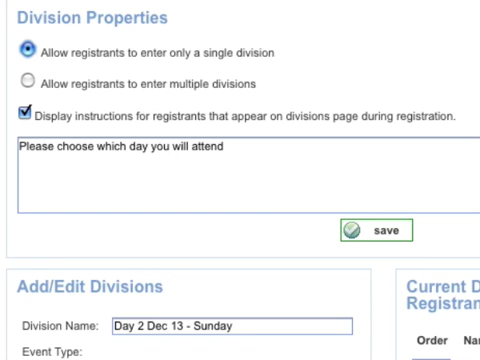 Division Properties
Allow registrants to enter only a single division
Allow registrants to enter multiple divisions
Display instructions for registrants that appear on divisions page during registration.
Please choose which day you will attend
save
Add/Edit Divisions
Division Name: Day 2 Dec 13 - Sunday
Event Type:
Current D
Registran
Order Na